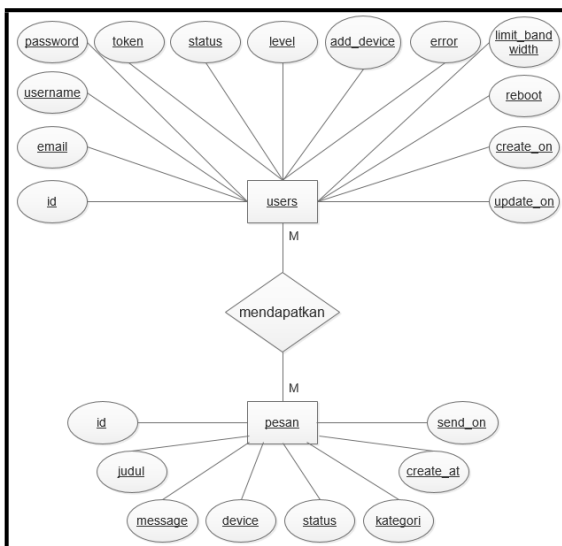 password
token
status
level
add_device
error
limit_band
width
username
reboot
email
create_on
id
users
update_on
M
mendapatkan
M
id
pesan
send_on
judul
create_at
message
device
status
kategori